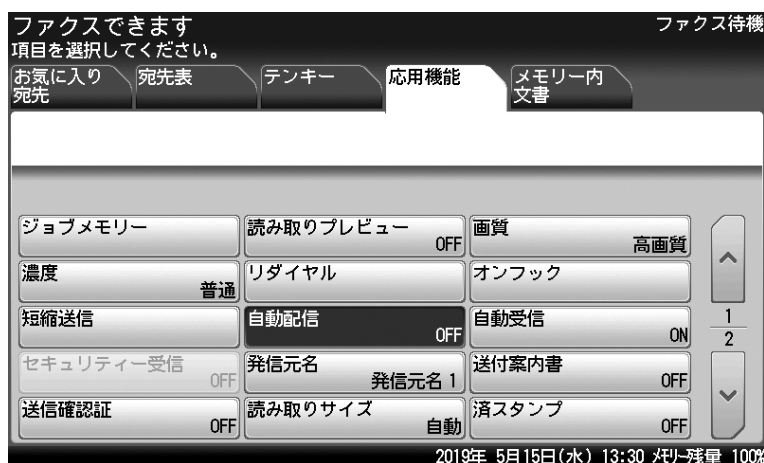 ファクスできます
ファクス待機
項目を選択してください。
お気に入り
宛先
宛先表
テンキー
応用機能
メモリー内
文書
ジョブメモリー
読み取りプレビュー
OFF
画質
高画質
濃度
普通
リダイヤル
オンフック
短縮送信
自動配信
OFF
自動受信
ON
1
2
セキュリティー受信
OFF
発信元名
発信元名 1
送付案内書
OFF
送信確認証
OFF
読み取りサイズ
自動
済スタンプ
OFF
2019年 5月15日(水) 13:30 ﾒﾓﾘｰ残量 100%